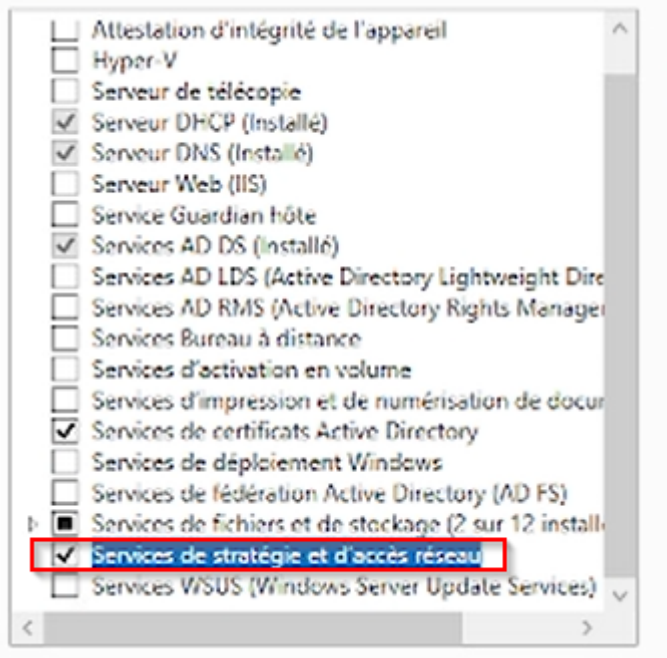 Attestation d'intégrité de l'appareil
Hyper-V
Serveur de télécopie
Serveur DHCP (Installé)
Serveur DNS (Installé)
Serveur Web (IIS)
Service Guardian hôte
Services AD DS (Installé)
Services AD LDS (Active Directory Lightweight Dire
Services AD RMS (Active Directory Rights Manager
Services Bureau à distance
Services d'activation en volume
Services d'impression et de numérisation de docur
Services de certificats Active Directory
Services de déploiement Windows
Services de fédération Active Directory (AD FS)
Services de fichiers et de stockage (2 sur 12 install
Services de stratégie et d'accès réseau
Services WSUS (Windows Server Update Services)